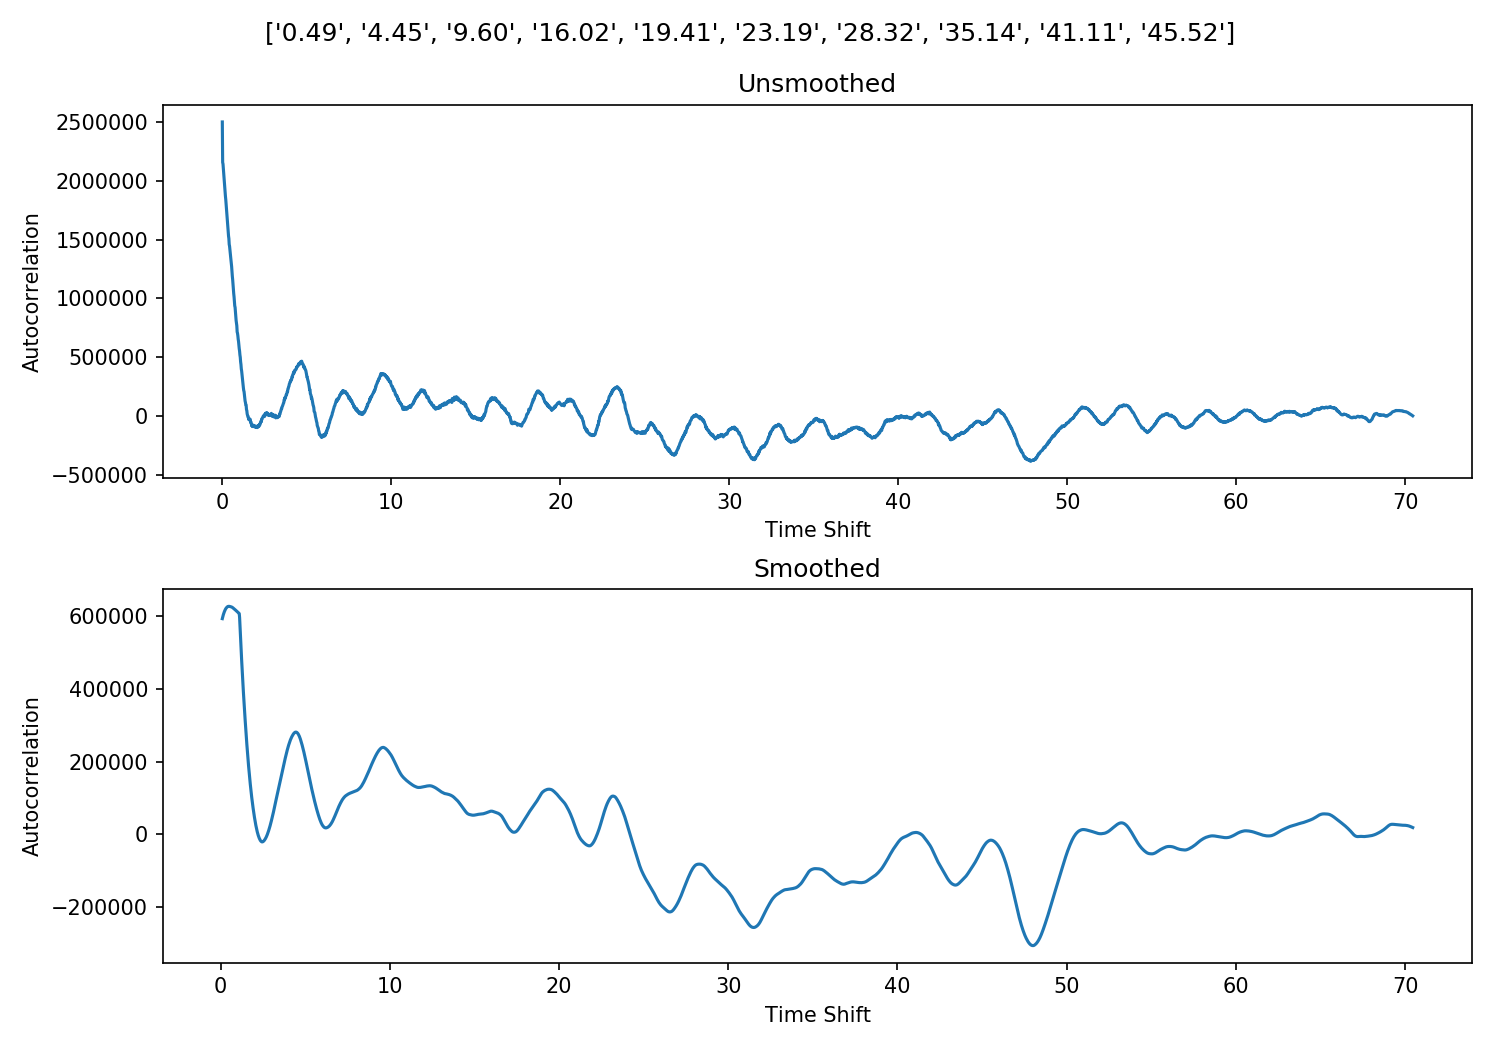 ['0.49', '4.45', '9.60', '16.02', '19.41', '23.19', '28.32', '35.14', '41.11', '45.52']
Unsmoothed
2500000
2000000
1500000
1000000
500000
0
−500000
Autocorrelation
0 10 20 30 40 50 60 70
Time Shift
Smoothed
600000
400000
200000
0
−200000
Autocorrelation
0 10 20 30 40 50 60 70
Time Shift